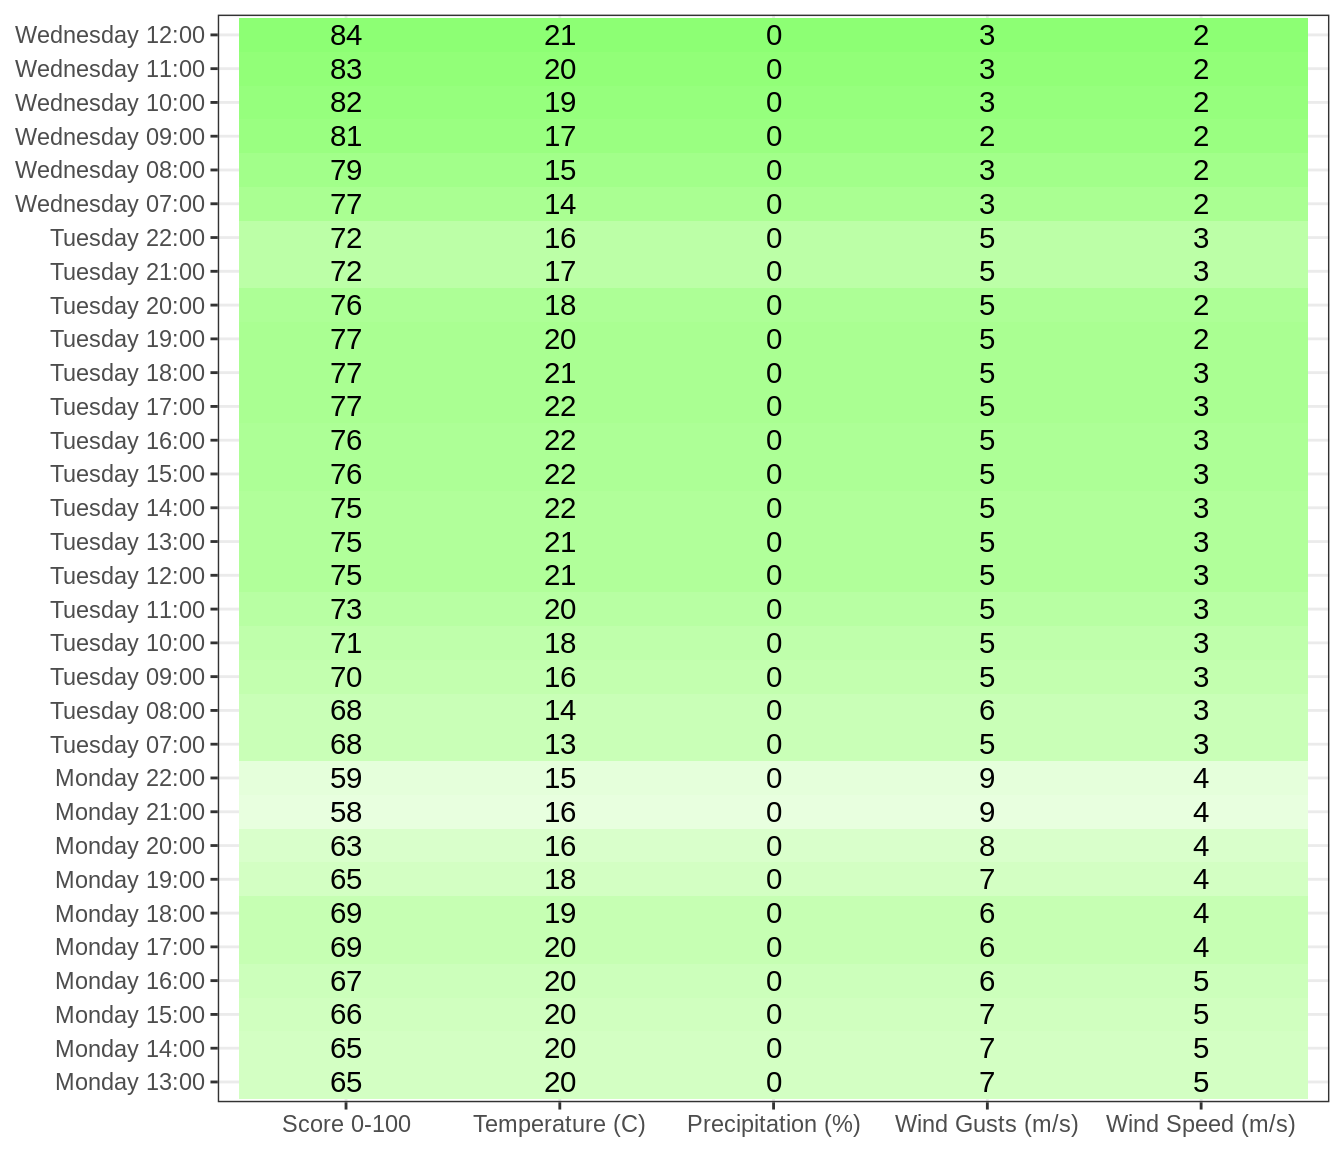 Wednesday 12:00 84 21 0 3 2
Wednesday 11:00 83 20 0 3 2
Wednesday 10:00 82 19 0 3 2
Wednesday 09:00 81 17 0 2 2
Wednesday 08:00 79 15 0 3 2
Wednesday 07:00 77 14 0 3 2
Tuesday 22:00 72 16 0 5 3
Tuesday 21:00 72 17 0 5 3
Tuesday 20:00 76 18 0 5 2
Tuesday 19:00 77 20 0 5 2
Tuesday 18:00 77 21 0 5 3
Tuesday 17:00 77 22 0 5 3
Tuesday 16:00 76 22 0 5 3
Tuesday 15:00 76 22 0 5 3
Tuesday 14:00 75 22 0 5 3
Tuesday 13:00 75 21 0 5 3
Tuesday 12:00 75 21 0 5 3
Tuesday 11:00 73 20 0 5 3
Tuesday 10:00 71 18 0 5 3
Tuesday 09:00 70 16 0 5 3
Tuesday 08:00 68 14 0 6 3
Tuesday 07:00 68 13 0 5 3
Monday 22:00 59 15 0 9 4
Monday 21:00 58 16 0 9 4
Monday 20:00 63 16 0 8 4
Monday 19:00 65 18 0 7 4
Monday 18:00 69 19 0 6 4
Monday 17:00 69 20 0 6 4
Monday 16:00 67 20 0 6 5
Monday 15:00 66 20 0 7 5
Monday 14:00 65 20 0 7 5
Monday 13:00 65 20 0 7 5
Score 0-100 Temperature (C) Precipitation (%) Wind Gusts (m/s) Wind Speed (m/s)